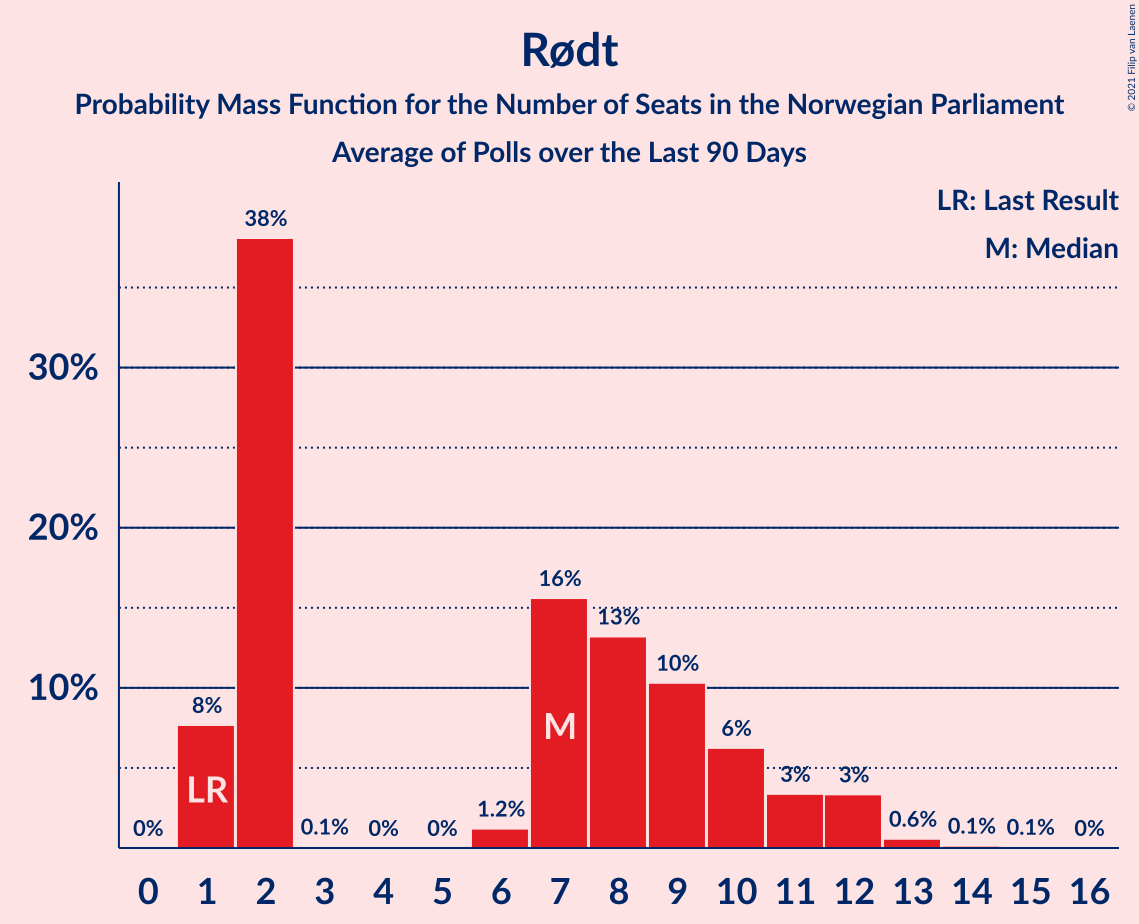 Rødt
Probability Mass Function for the Number of Seats in the Norwegian Parliament
Average of Polls over the Last 90 Days
© 2021 Filip van Laenen
LR: Last Result
M: Median
38%
30%
20%
16%
13%
10%
10%
8%
6%
3%
3%
1.2%
0.6%
0%
0.1%
0%
0%
0.1%
0.1%
0%
LR
M
0 1 2 3 4 5 6 7 8 9 10 11 12 13 14 15 16